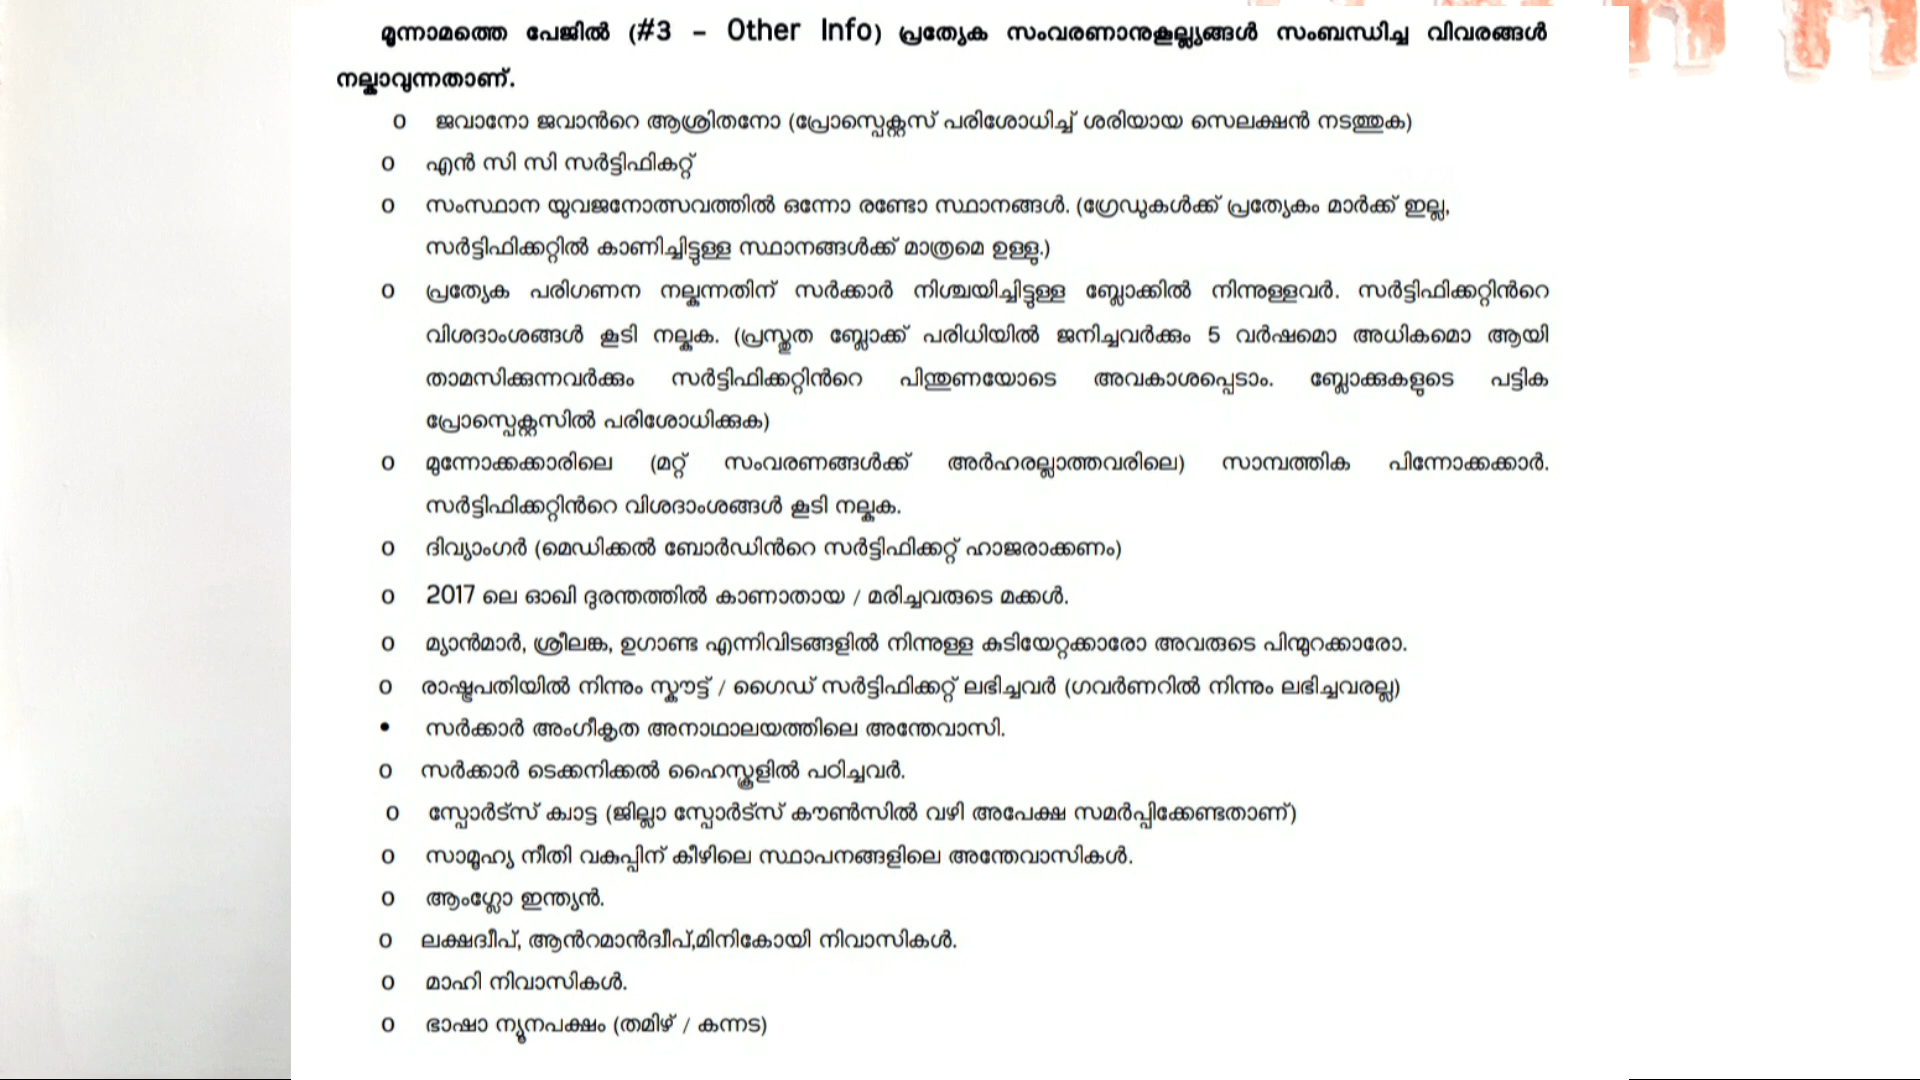 മൂന്നാമത്തെ പേജിൽ (#3 – Other Info) പ്രത്യേക സംവരണാനുകൂല്ല്യങ്ങൾ സംബന്ധിച്ച വിവരങ്ങൾ
നല്കാവുന്നതാണ്.
o ജവാനോ ജവാൻറെ ആശ്രിതനോ (പ്രോസ്പെക്റ്റസ് പരിശോധിച്ച് ശരിയായ സെലക്ഷൻ നടത്തുക)
o എൻ സി സി സർട്ടിഫികറ്റ്
o സംസ്ഥാന യുവജനോത്സവത്തിൽ ഒന്നോ രണ്ടോ സ്ഥാനങ്ങൾ. (ഗ്രേഡുകൾക്ക് പ്രത്യേകം മാർക്ക് ഇല്ല,
സർട്ടിഫിക്കറ്റിൽ കാണിച്ചിട്ടുള്ള സ്ഥാനങ്ങൾക്ക് മാത്രമെ ഉള്ളു.)
o പ്രത്യേക പരിഗണന നല്കുന്നതിന് സർക്കാർ നിശ്ചയിച്ചിട്ടുള്ള ബ്ലോക്കിൽ നിന്നുള്ളവർ. സർട്ടിഫിക്കറ്റിൻറെ
വിശദാംശങ്ങൾ കൂടി നല്കുക. (പ്രസ്തുത ബ്ലോക്ക് പരിധിയിൽ ജനിച്ചവർക്കും 5 വർഷമൊ അധികമൊ ആയി
താമസിക്കുന്നവർക്കും സർട്ടിഫിക്കറ്റിൻറെ പിന്തുണയോടെ അവകാശപ്പെടാം. ബ്ലോക്കുകളുടെ പട്ടിക
പ്രോസ്പെക്റ്റസിൽ പരിശോധിക്കുക)
o മുന്നോക്കക്കാരിലെ (മറ്റ് സംവരണങ്ങൾക്ക് അർഹരല്ലാത്തവരിലെ) സാമ്പത്തിക പിന്നോക്കക്കാർ.
സർട്ടിഫിക്കറ്റിൻറെ വിശദാംശങ്ങൾ കൂടി നല്കുക.
o ദിവ്യാംഗർ (മെഡിക്കൽ ബോർഡിൻറെ സർട്ടിഫിക്കറ്റ് ഹാജരാക്കണം)
o 2017 ലെ ഓഖി ദുരന്തത്തിൽ കാണാതായ / മരിച്ചവരുടെ മക്കൾ.
o മ്യാൻമാർ, ശ്രീലങ്ക, ഉഗാണ്ട എന്നിവിടങ്ങളിൽ നിന്നുള്ള കുടിയേറ്റക്കാരോ അവരുടെ പിന്മുറക്കാരോ.
o രാഷ്ട്രപതിയിൽ നിന്നും സ്കൗട്ട് / ഗൈഡ് സർട്ടിഫിക്കറ്റ് ലഭിച്ചവർ (ഗവർണറിൽ നിന്നും ലഭിച്ചവരല്ല)
• സർക്കാർ അംഗീകൃത അനാഥാലയത്തിലെ അന്തേവാസി.
o സർക്കാർ ടെക്കനിക്കൽ ഹൈസ്കൂളിൽ പഠിച്ചവർ.
o സ്പോർട്സ് ക്വാട്ട (ജില്ലാ സ്പോർട്സ് കൗൺസിൽ വഴി അപേക്ഷ സമർപ്പിക്കേണ്ടതാണ്)
o സാമൂഹ്യ നീതി വകുപ്പിന് കീഴിലെ സ്ഥാപനങ്ങളിലെ അന്തേവാസികൾ.
o ആംഗ്ലോ ഇന്ത്യൻ.
o ലക്ഷദ്വീപ്, ആൻറമാൻദ്വീപ്,മിനികോയി നിവാസികൾ.
o മാഹി നിവാസികൾ.
o ഭാഷാ ന്യൂനപക്ഷം (തമിഴ് / കന്നട)